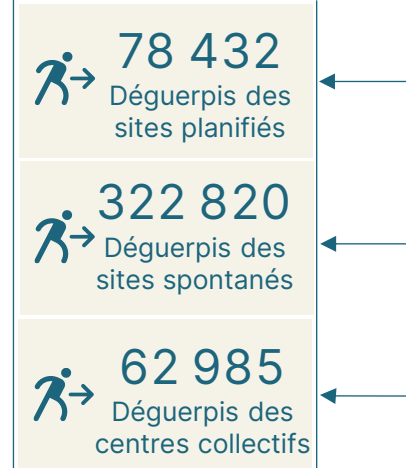 78 432
Déguerpis des
sites planifiés
322 820
Déguerpis des
sites spontanés
62 985
Déguerpis des
centres collectifs